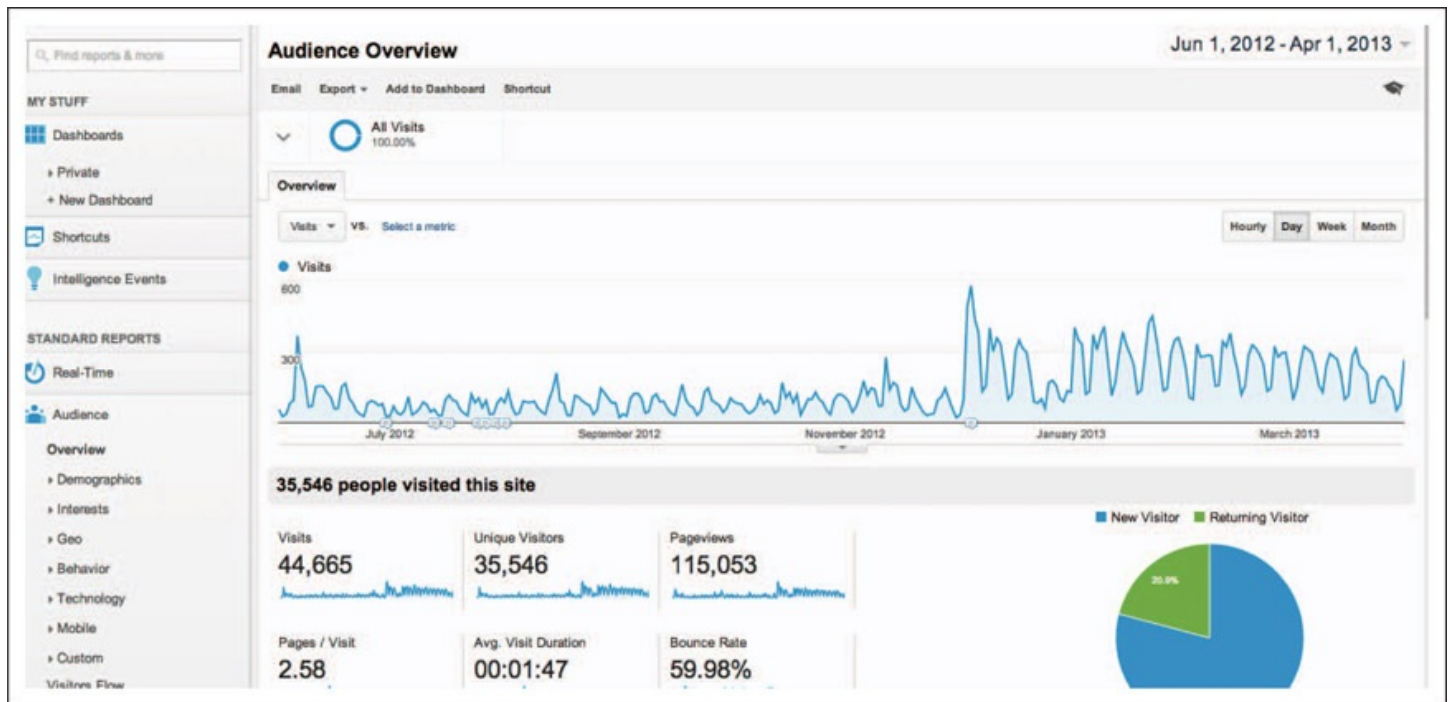 Find reports & more
MY STUFF
Dashboards
Private
+ New Dashboard
Shortcuts
Intelligence Events
STANDARD REPORTS
Real-Time
Audience
Overview
Demographics
Interests
Geo
Behavior
Technology
Mobile
Custom
Visitors Flow
Audience Overview
Jun 1, 2012 - Apr 1, 2013
Email Export Add to Dashboard Shortcut
All Visits
100.00%
Overview
Visits VS. Select a metric
Hourly Day Week Month
Visits
600
300
July 2012 September 2012 November 2012 January 2013 March 2013
35,546 people visited this site
Visits Unique Visitors Pageviews
44,665 35,546 115,053
Pages / Visit Avg. Visit Duration Bounce Rate
2.58 00:01:47 59.98%
New Visitor Returning Visitor
20.9%